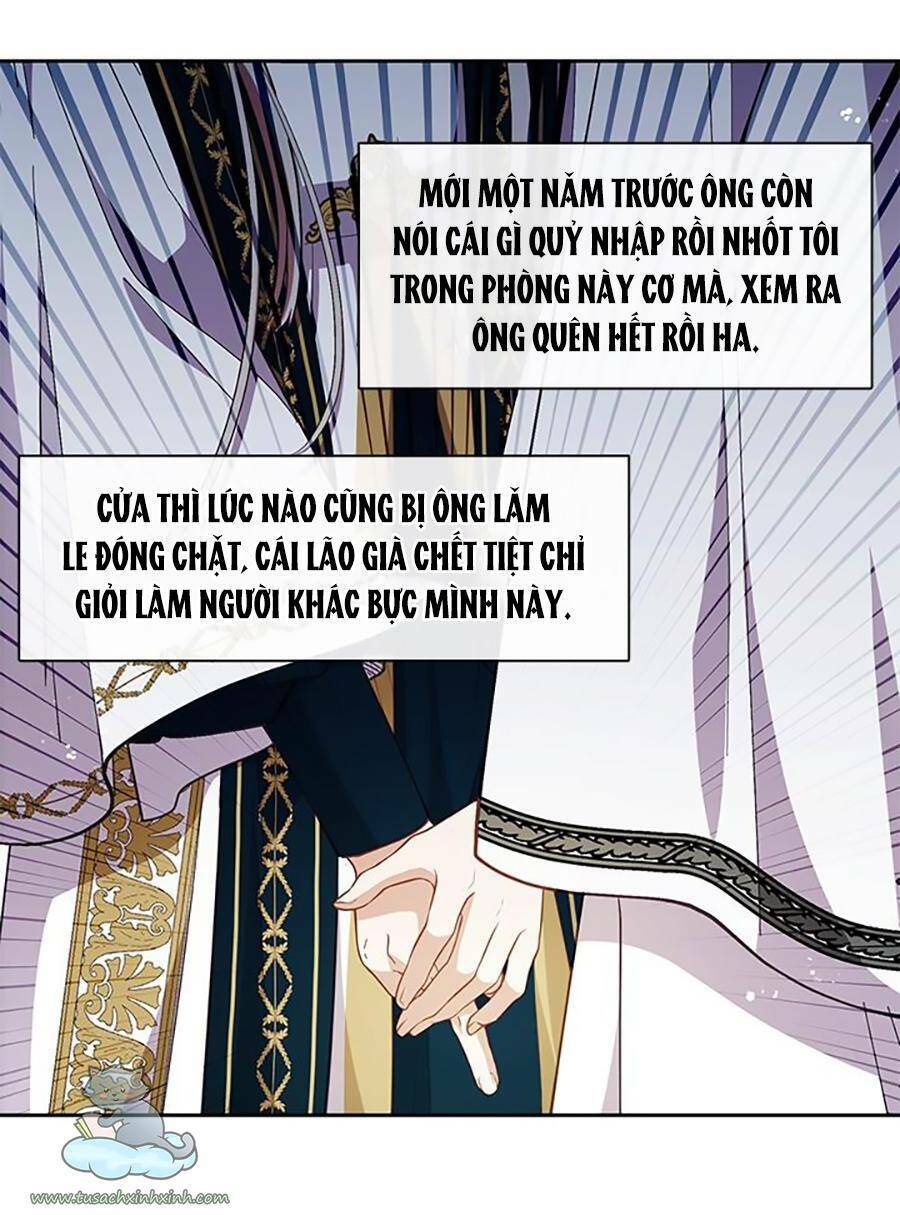 MỚI MỘT NĂM TRƯỚC ÔNG CÒN
NÓI CÁI GÌ QUỶ NHẬP RỒI NHỐT TÔI
TRONG PHÒNG NÀY CƠ MÀ, XEM RA
ÔNG QUÊN HẾT RỒI HA.
CỬA THÌ LÚC NÀO CŨNG BỊ ÔNG LĂM
LE ĐÓNG CHẶT, CÁI LÃO GIÀ CHẾT TIỆT CHỈ
GIỎI LÀM NGƯỜI KHÁC BỰC MÌNH NÀY.
www.tusachxinhxinh.com